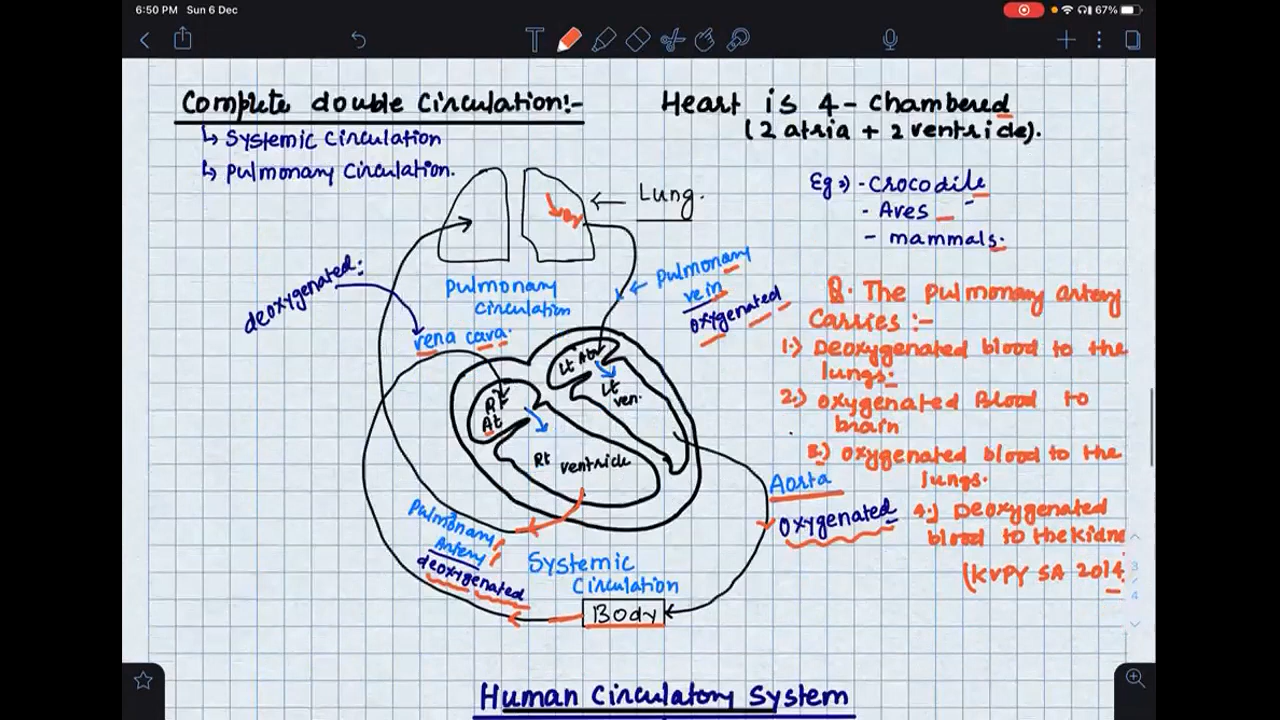 6:50 PM Sun 6 Dec
67%
Complete double Circulation:-
↳ Systemic Circulation
↳ Pulmonary Circulation.
Heart is 4-chambered
(2 atria + 2 ventricle).
Eg:) - Crocodile
- Aves
- mammals.
Lung.
deoxygenated:
Pulmonary
Circulation
Pulmonary
vein
oxygenated
vena cava.
Lt Atr
Lt
ven.
Rt
At
Rt ventricle
Q. The pulmonary artery
Carries :-
1.) Deoxygenated blood to the
lungs.
2.) Oxygenated Blood to
brain
3.) Oxygenated blood to the
lungs.
4.) Deoxygenated
blood to the kidne
(KVPY SA 2014
Aorta
oxygenated
Pulmonary
Artery
deoxygenated
Systemic
Circulation
Body
3
4
Human Circulatory System